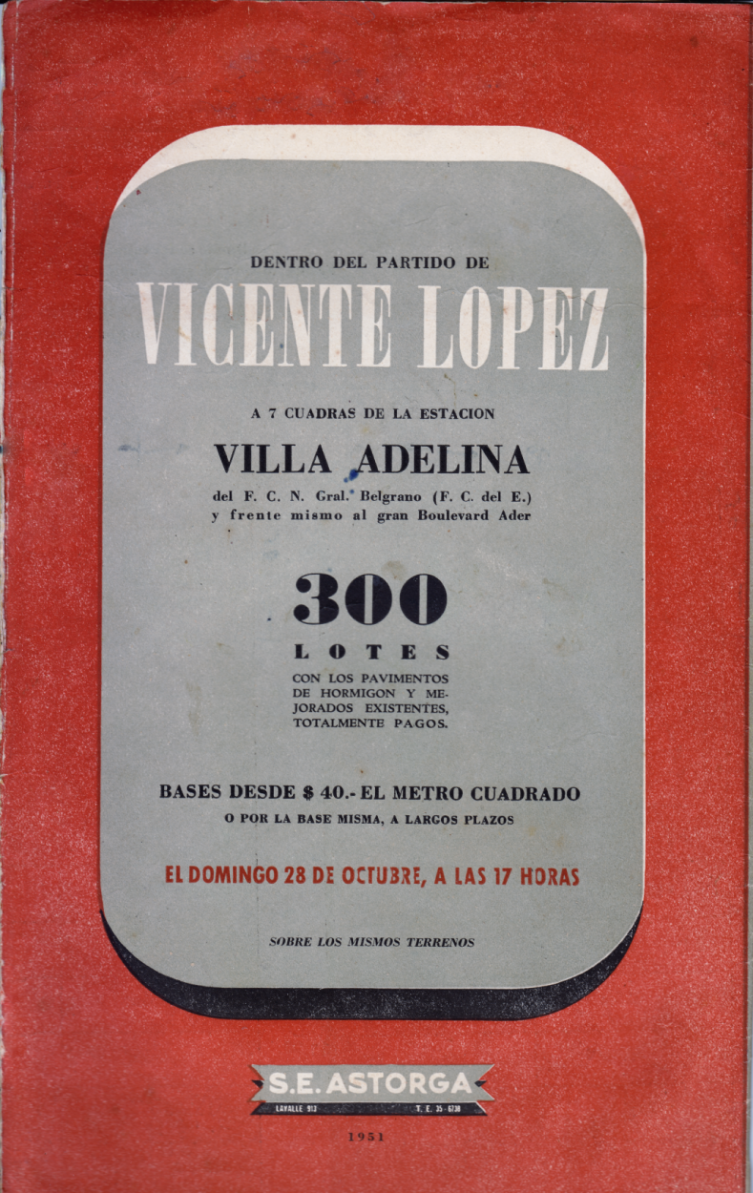 DENTRO DEL PARTIDO DE
VICENTE LOPEZ
A 7 CUADRAS DE LA ESTACION
VILLA ADELINA
del F. C. N. Gral. Belgrano (F. C. del E.)
y frente mismo al gran Boulevard Ader
300
LOTES
CON LOS PAVIMENTOS
DE HORMIGON Y ME-
JORADOS EXISTENTES,
TOTALMENTE PAGOS.
BASES DESDE $ 40.- EL METRO CUADRADO
O POR LA BASE MISMA, A LARGOS PLAZOS
EL DOMINGO 28 DE OCTUBRE, A LAS 17 HORAS
SOBRE LOS MISMOS TERRENOS
S.E. ASTORGA
LAVALLE 912 T. E. 35-6738
1951